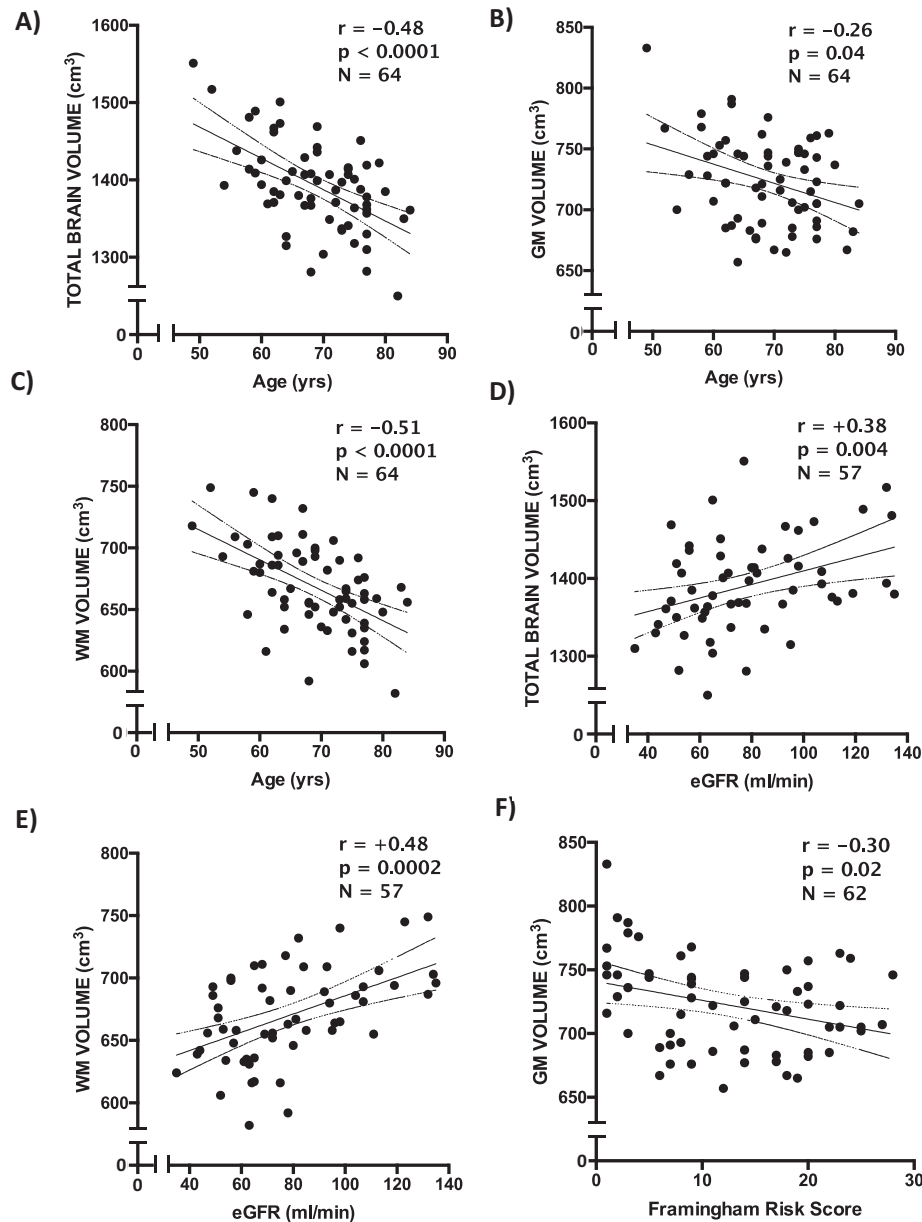 A)
TOTAL BRAIN VOLUME (cm³)
1600
1500
1400
1300
0
r = −0.48
p < 0.0001
N = 64
0 50 60 70 80 90
Age (yrs)
B)
GM VOLUME (cm³)
850
800
750
700
650
0
r = −0.26
p = 0.04
N = 64
0 50 60 70 80 90
Age (yrs)
C)
WM VOLUME (cm³)
800
750
700
650
600
0
r = −0.51
p < 0.0001
N = 64
0 50 60 70 80 90
Age (yrs)
D)
TOTAL BRAIN VOLUME (cm³)
1600
1500
1400
1300
0
r = +0.38
p = 0.004
N = 57
0 40 60 80 100 120 140
eGFR (ml/min)
E)
WM VOLUME (cm³)
800
750
700
650
600
0
r = +0.48
p = 0.0002
N = 57
0 40 60 80 100 120 140
eGFR (ml/min)
F)
GM VOLUME (cm³)
850
800
750
700
650
0
r = −0.30
p = 0.02
N = 62
0 10 20 30
Framingham Risk Score